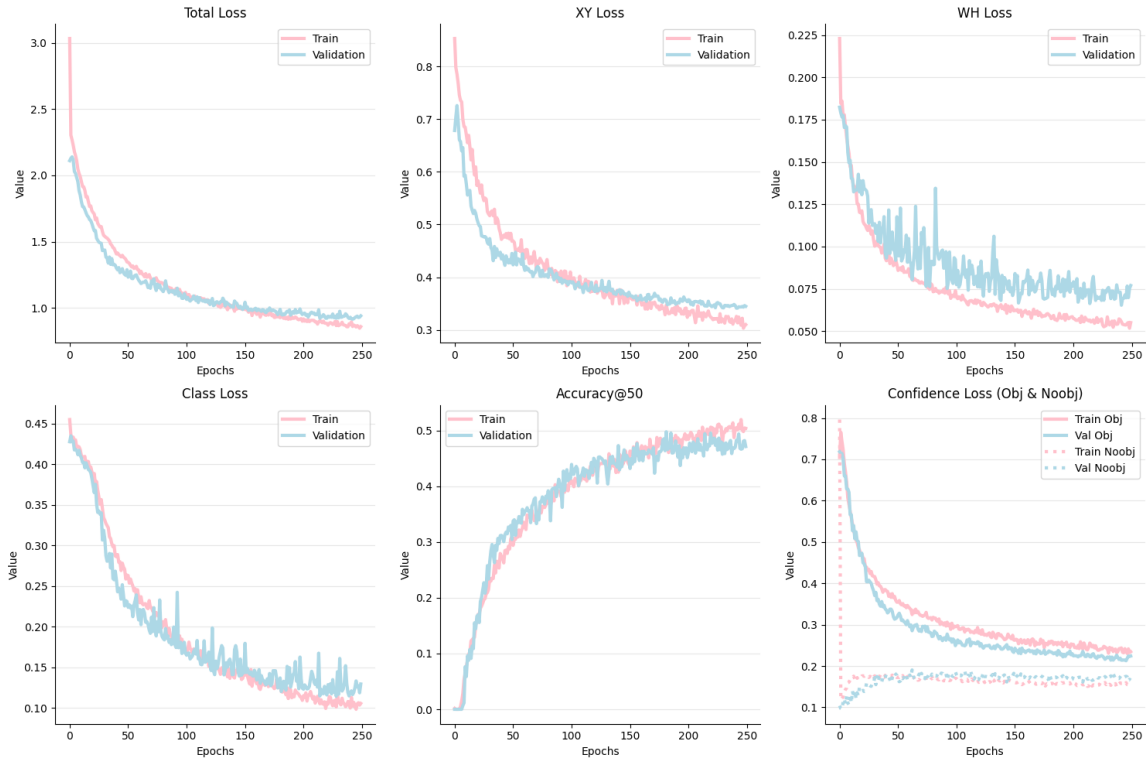 Total Loss
3.0
2.5
2.0
1.5
1.0
Value
0
50
100
150
200
250
Epochs
Train
Validation
XY Loss
0.8
0.7
0.6
0.5
0.4
0.3
Value
0
50
100
150
200
250
Epochs
Train
Validation
WH Loss
0.225
0.200
0.175
0.150
0.125
0.100
0.075
0.050
Value
0
50
100
150
200
250
Epochs
Train
Validation
Class Loss
0.45
0.40
0.35
0.30
0.25
0.20
0.15
0.10
Value
0
50
100
150
200
250
Epochs
Train
Validation
Accuracy@50
0.5
0.4
0.3
0.2
0.1
0.0
Value
0
50
100
150
200
250
Epochs
Train
Validation
Confidence Loss (Obj & Noobj)
0.8
0.7
0.6
0.5
0.4
0.3
0.2
0.1
Value
0
50
100
150
200
250
Epochs
Train Obj
Val Obj
Train Noobj
Val Noobj